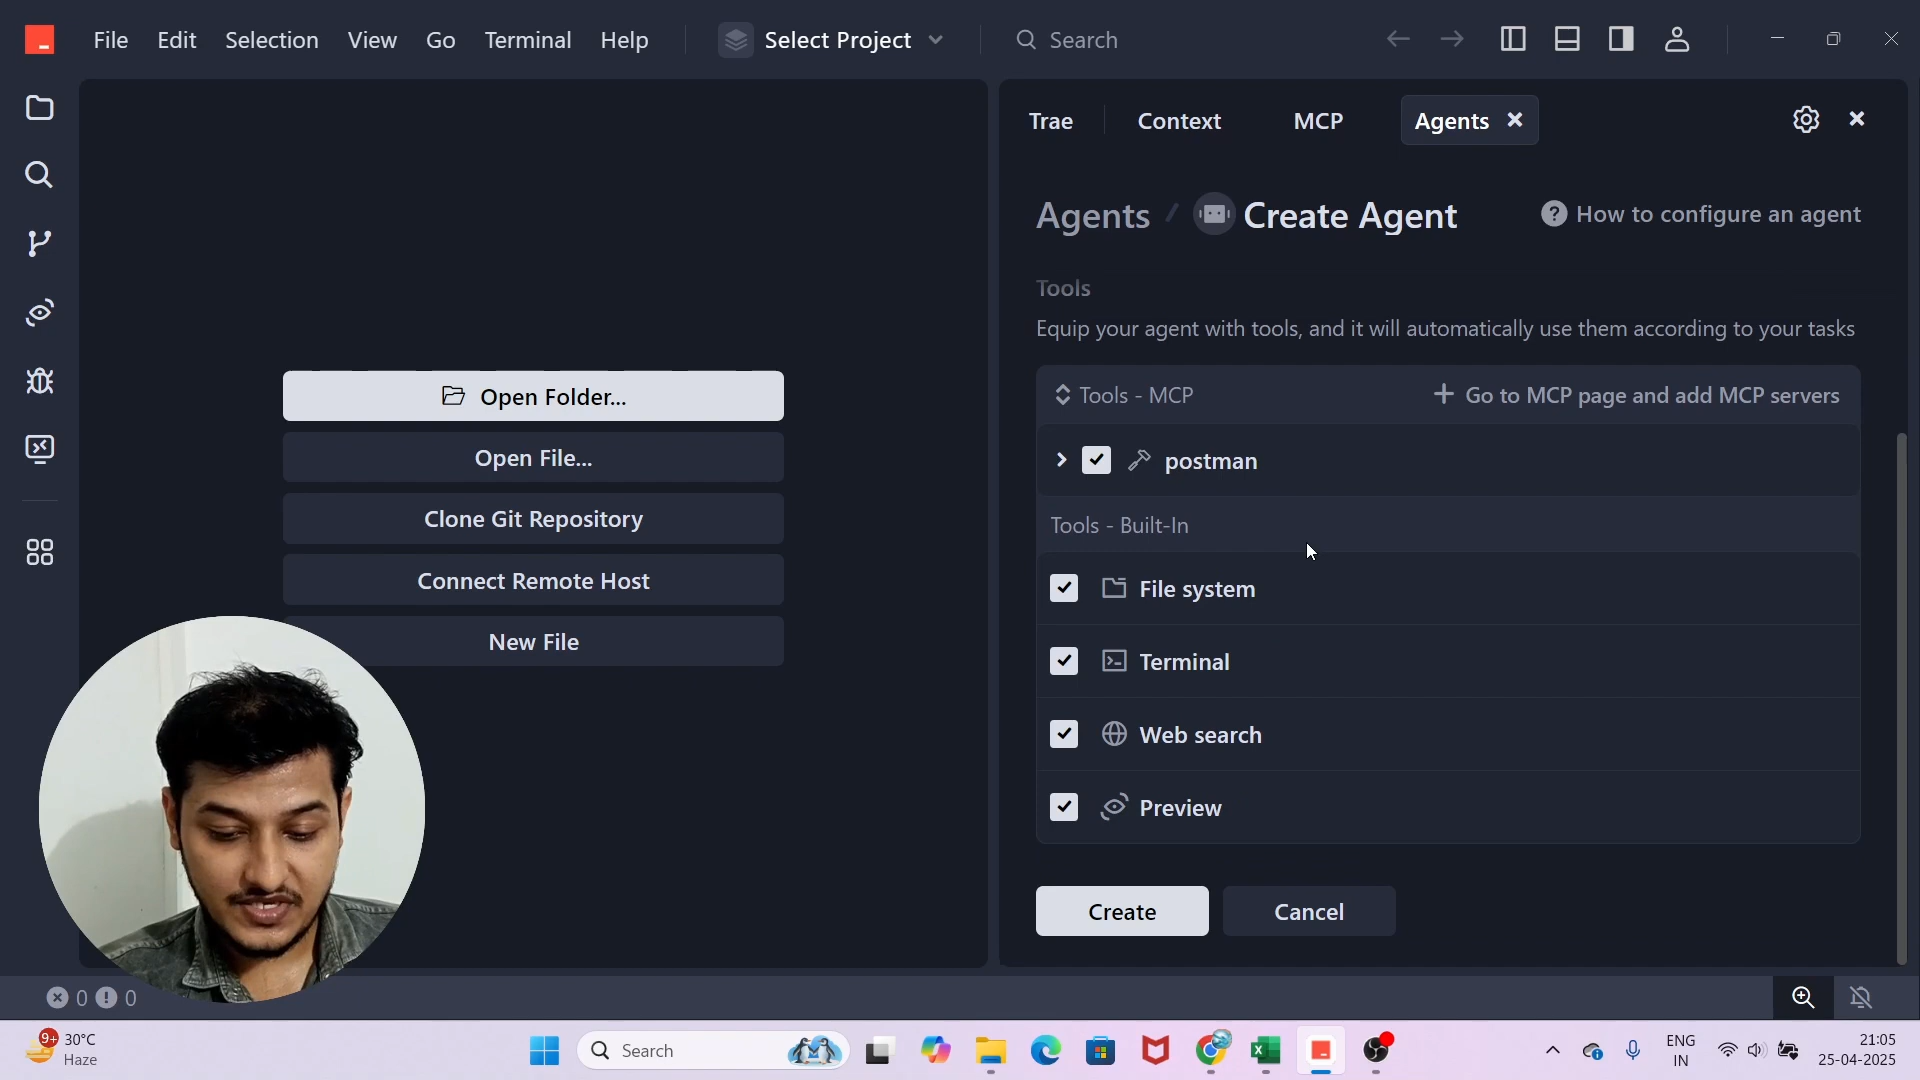 File Edit Selection View Go Terminal Help Select Project Search
Trae Context MCP Agents
Agents / Create Agent How to configure an agent
Tools
Equip your agent with tools, and it will automatically use them according to your tasks
Tools - MCP + Go to MCP page and add MCP servers
postman
Tools - Built-In
File system
Terminal
Web search
Preview
Create Cancel
Open Folder...
Open File...
Clone Git Repository
Connect Remote Host
New File
0 0
9+ 30°C
Haze
Search
ENG
IN
21:05
25-04-2025